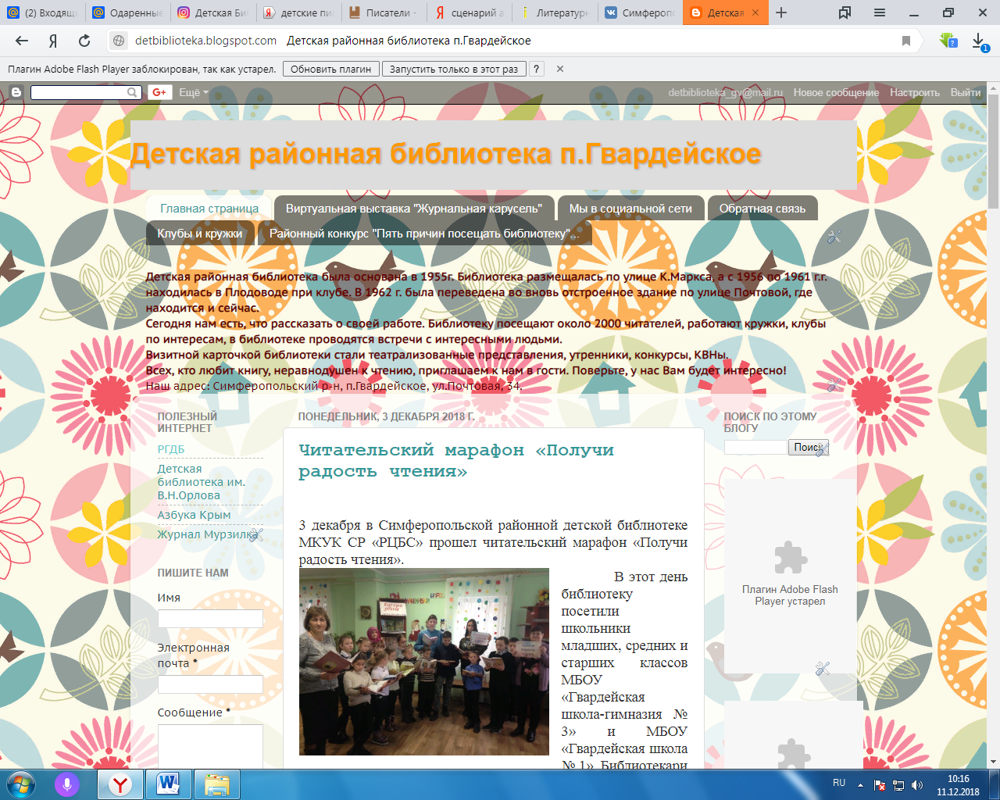 (2) Входящ
Одаренные
Детская Би
детские пис
Писатели -
сценарий а
Литературн
Симферопо
Детская
detbiblioteka.blogspot.com Детская районная библиотека п.Гвардейское
1
Плагин Adobe Flash Player заблокирован, так как устарел. Обновить плагин Запустить только в этот раз ?
G+ Ещё detbiblioteka_gv@mail.ru Новое сообщение Настроить Выйти
Детская районная библиотека п.Гвардейское
Главная страница Виртуальная выставка "Журнальная карусель" Мы в социальной сети Обратная связь
Клубы и кружки Районный конкурс "Пять причин посещать библиотеку"...
Детская районная библиотека была основана в 1955г. Библиотека размещалась по улице К.Маркса, а с 1956 по 1961 г.г.
находилась в Плодоводе при клубе. В 1962 г. была переведена во вновь отстроенное здание по улице Почтовой, где
находится и сейчас.
Сегодня нам есть, что рассказать о своей работе. Библиотеку посещают около 2000 читателей, работают кружки, клубы
по интересам, в библиотеке проводятся встречи с интересными людьми.
Визитной карточкой библиотеки стали театрализованные представления, утренники, конкурсы, КВНы.
Всех, кто любит книгу, неравнодушен к чтению, приглашаем к нам в гости. Поверьте, у нас Вам будет интересно!
Наш адрес: Симферопольский р-н, п.Гвардейское, ул.Почтовая, 34.
ПОЛЕЗНЫЙ
ИНТЕРНЕТ
РГДБ
Детская
библиотека им.
В.Н.Орлова
Азбука Крым
Журнал Мурзилка
ПИШИТЕ НАМ
Имя
Электронная
почта *
Сообщение *
ПОНЕДЕЛЬНИК, 3 ДЕКАБРЯ 2018 Г.
Читательский марафон «Получи
радость чтения»
3 декабря в Симферопольской районной детской библиотеке
МКУК СР «РЦБС» прошел читательский марафон «Получи
радость чтения».
В этот день
библиотеку
посетили
школьники
младших, средних и
старших классов
МБОУ
«Гвардейская
школа-гимназия №
3» и МБОУ
«Гвардейская школа
№1». Библиотекари
ПОИСК ПО ЭТОМУ
БЛОГУ
Поиск
Плагин Adobe Flash
Player устарел
RU
10:16
11.12.2018